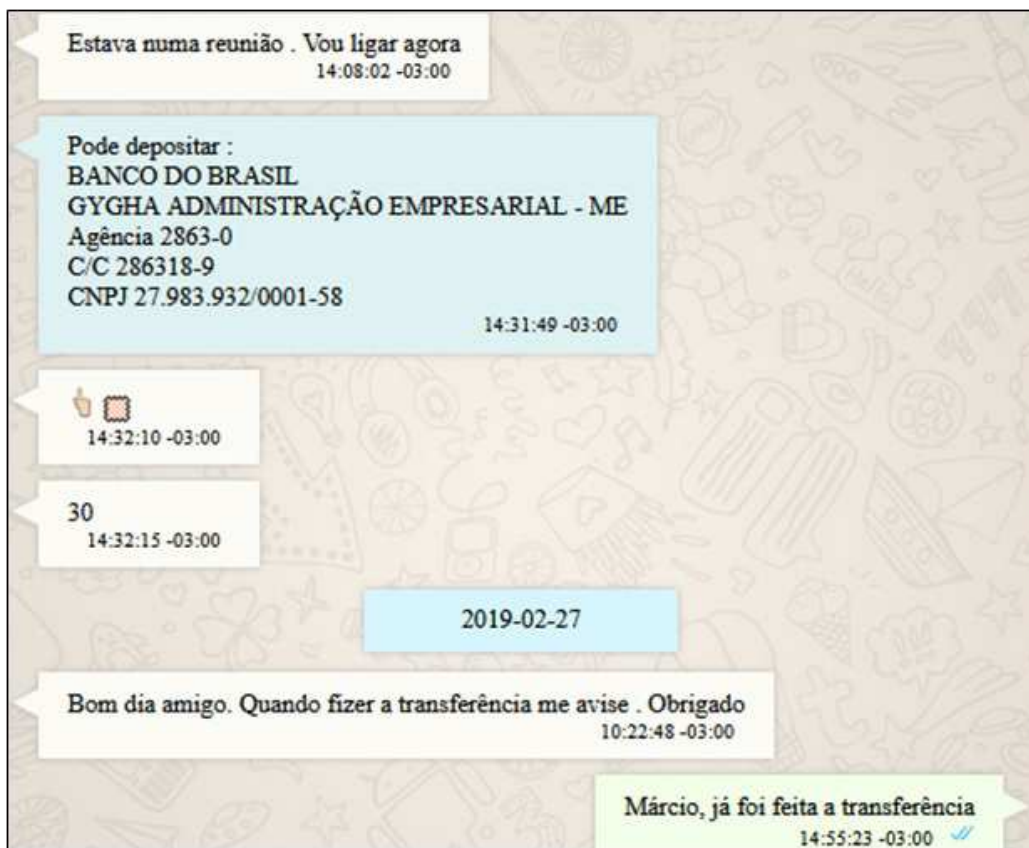 Estava numa reunião . Vou ligar agora
14:08:02 -03:00
Pode depositar :
BANCO DO BRASIL
GYGHA ADMINISTRAÇÃO EMPRESARIAL - ME
Agência 2863-0
C/C 286318-9
CNPJ 27.983.932/0001-58
14:31:49 -03:00
14:32:10 -03:00
30
14:32:15 -03:00
2019-02-27
Bom dia amigo. Quando fizer a transferência me avise . Obrigado
10:22:48 -03:00
Márcio, já foi feita a transferência
14:55:23 -03:00